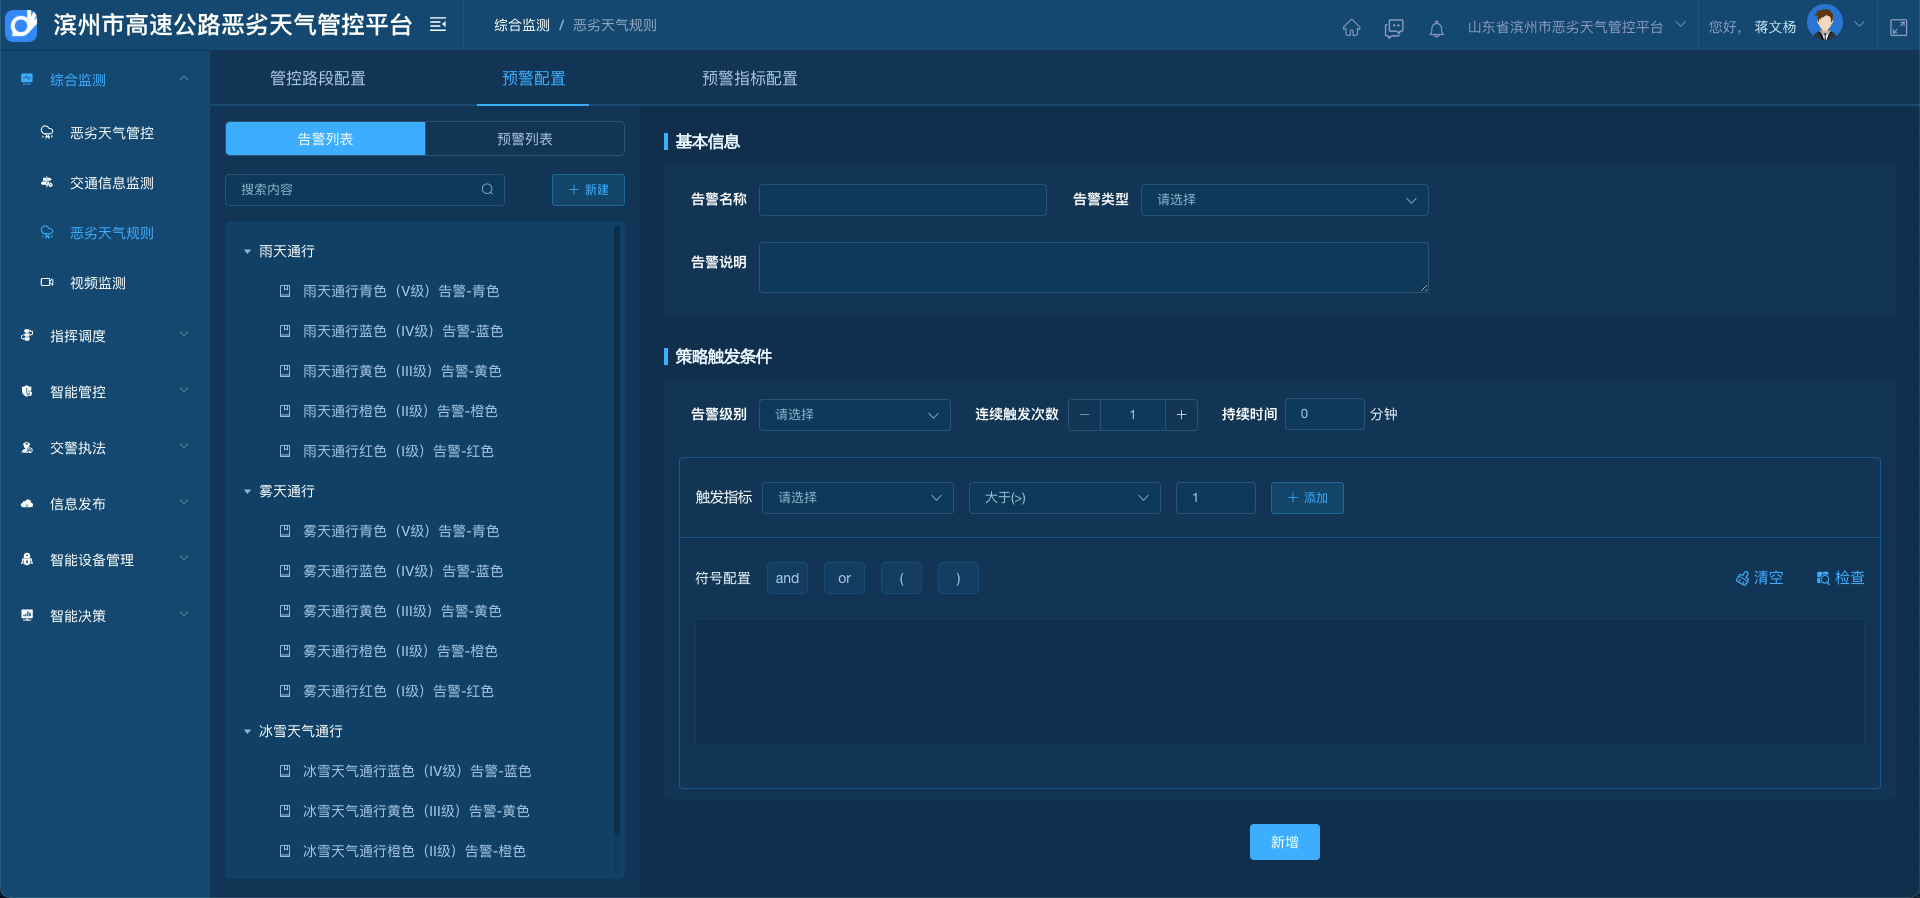 滨州市高速公路恶劣天气管控平台
综合监测 / 恶劣天气规则
山东省滨州市恶劣天气管控平台
您好， 蒋文杨
综合监测
恶劣天气管控
交通信息监测
恶劣天气规则
视频监测
指挥调度
智能管控
交警执法
信息发布
智能设备管理
智能决策
管控路段配置 预警配置 预警指标配置
告警列表 预警列表
搜索内容 新建
雨天通行
雨天通行青色（V级）告警-青色
雨天通行蓝色（IV级）告警-蓝色
雨天通行黄色（III级）告警-黄色
雨天通行橙色（II级）告警-橙色
雨天通行红色（I级）告警-红色
雾天通行
雾天通行青色（V级）告警-青色
雾天通行蓝色（IV级）告警-蓝色
雾天通行黄色（III级）告警-黄色
雾天通行橙色（II级）告警-橙色
雾天通行红色（I级）告警-红色
冰雪天气通行
冰雪天气通行蓝色（IV级）告警-蓝色
冰雪天气通行黄色（III级）告警-黄色
冰雪天气通行橙色（II级）告警-橙色
基本信息
告警名称 告警类型 请选择
告警说明
策略触发条件
告警级别 请选择 连续触发次数 － 1 + 持续时间 0 分钟
触发指标 请选择 大于(>) 1 + 添加
符号配置 and or ( ) 清空 检查
新增